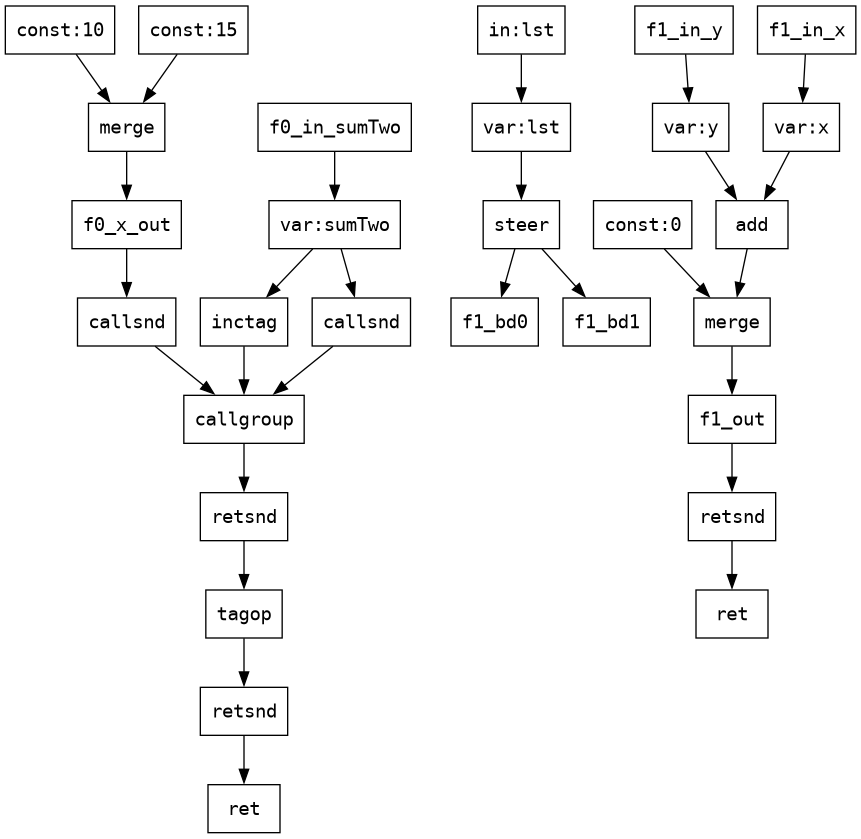 const:10
const:15
in:lst
f1_in_y
f1_in_x
merge
f0_in_sumTwo
var:lst
var:y
var:x
f0_x_out
var:sumTwo
steer
const:0
add
callsnd
inctag
callsnd
f1_bd0
f1_bd1
merge
callgroup
f1_out
retsnd
retsnd
tagop
ret
retsnd
ret